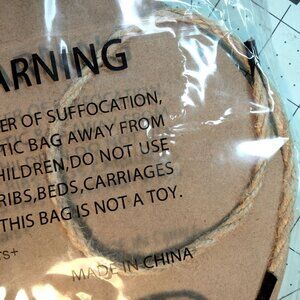 ARNING
ER OF SUFFOCATION,
TIC BAG AWAY FROM
HILDREN,DO NOT USE
RIBS,BEDS,CARRIAGES
THIS BAG IS NOT A TOY.
rs+
MADE IN CHINA